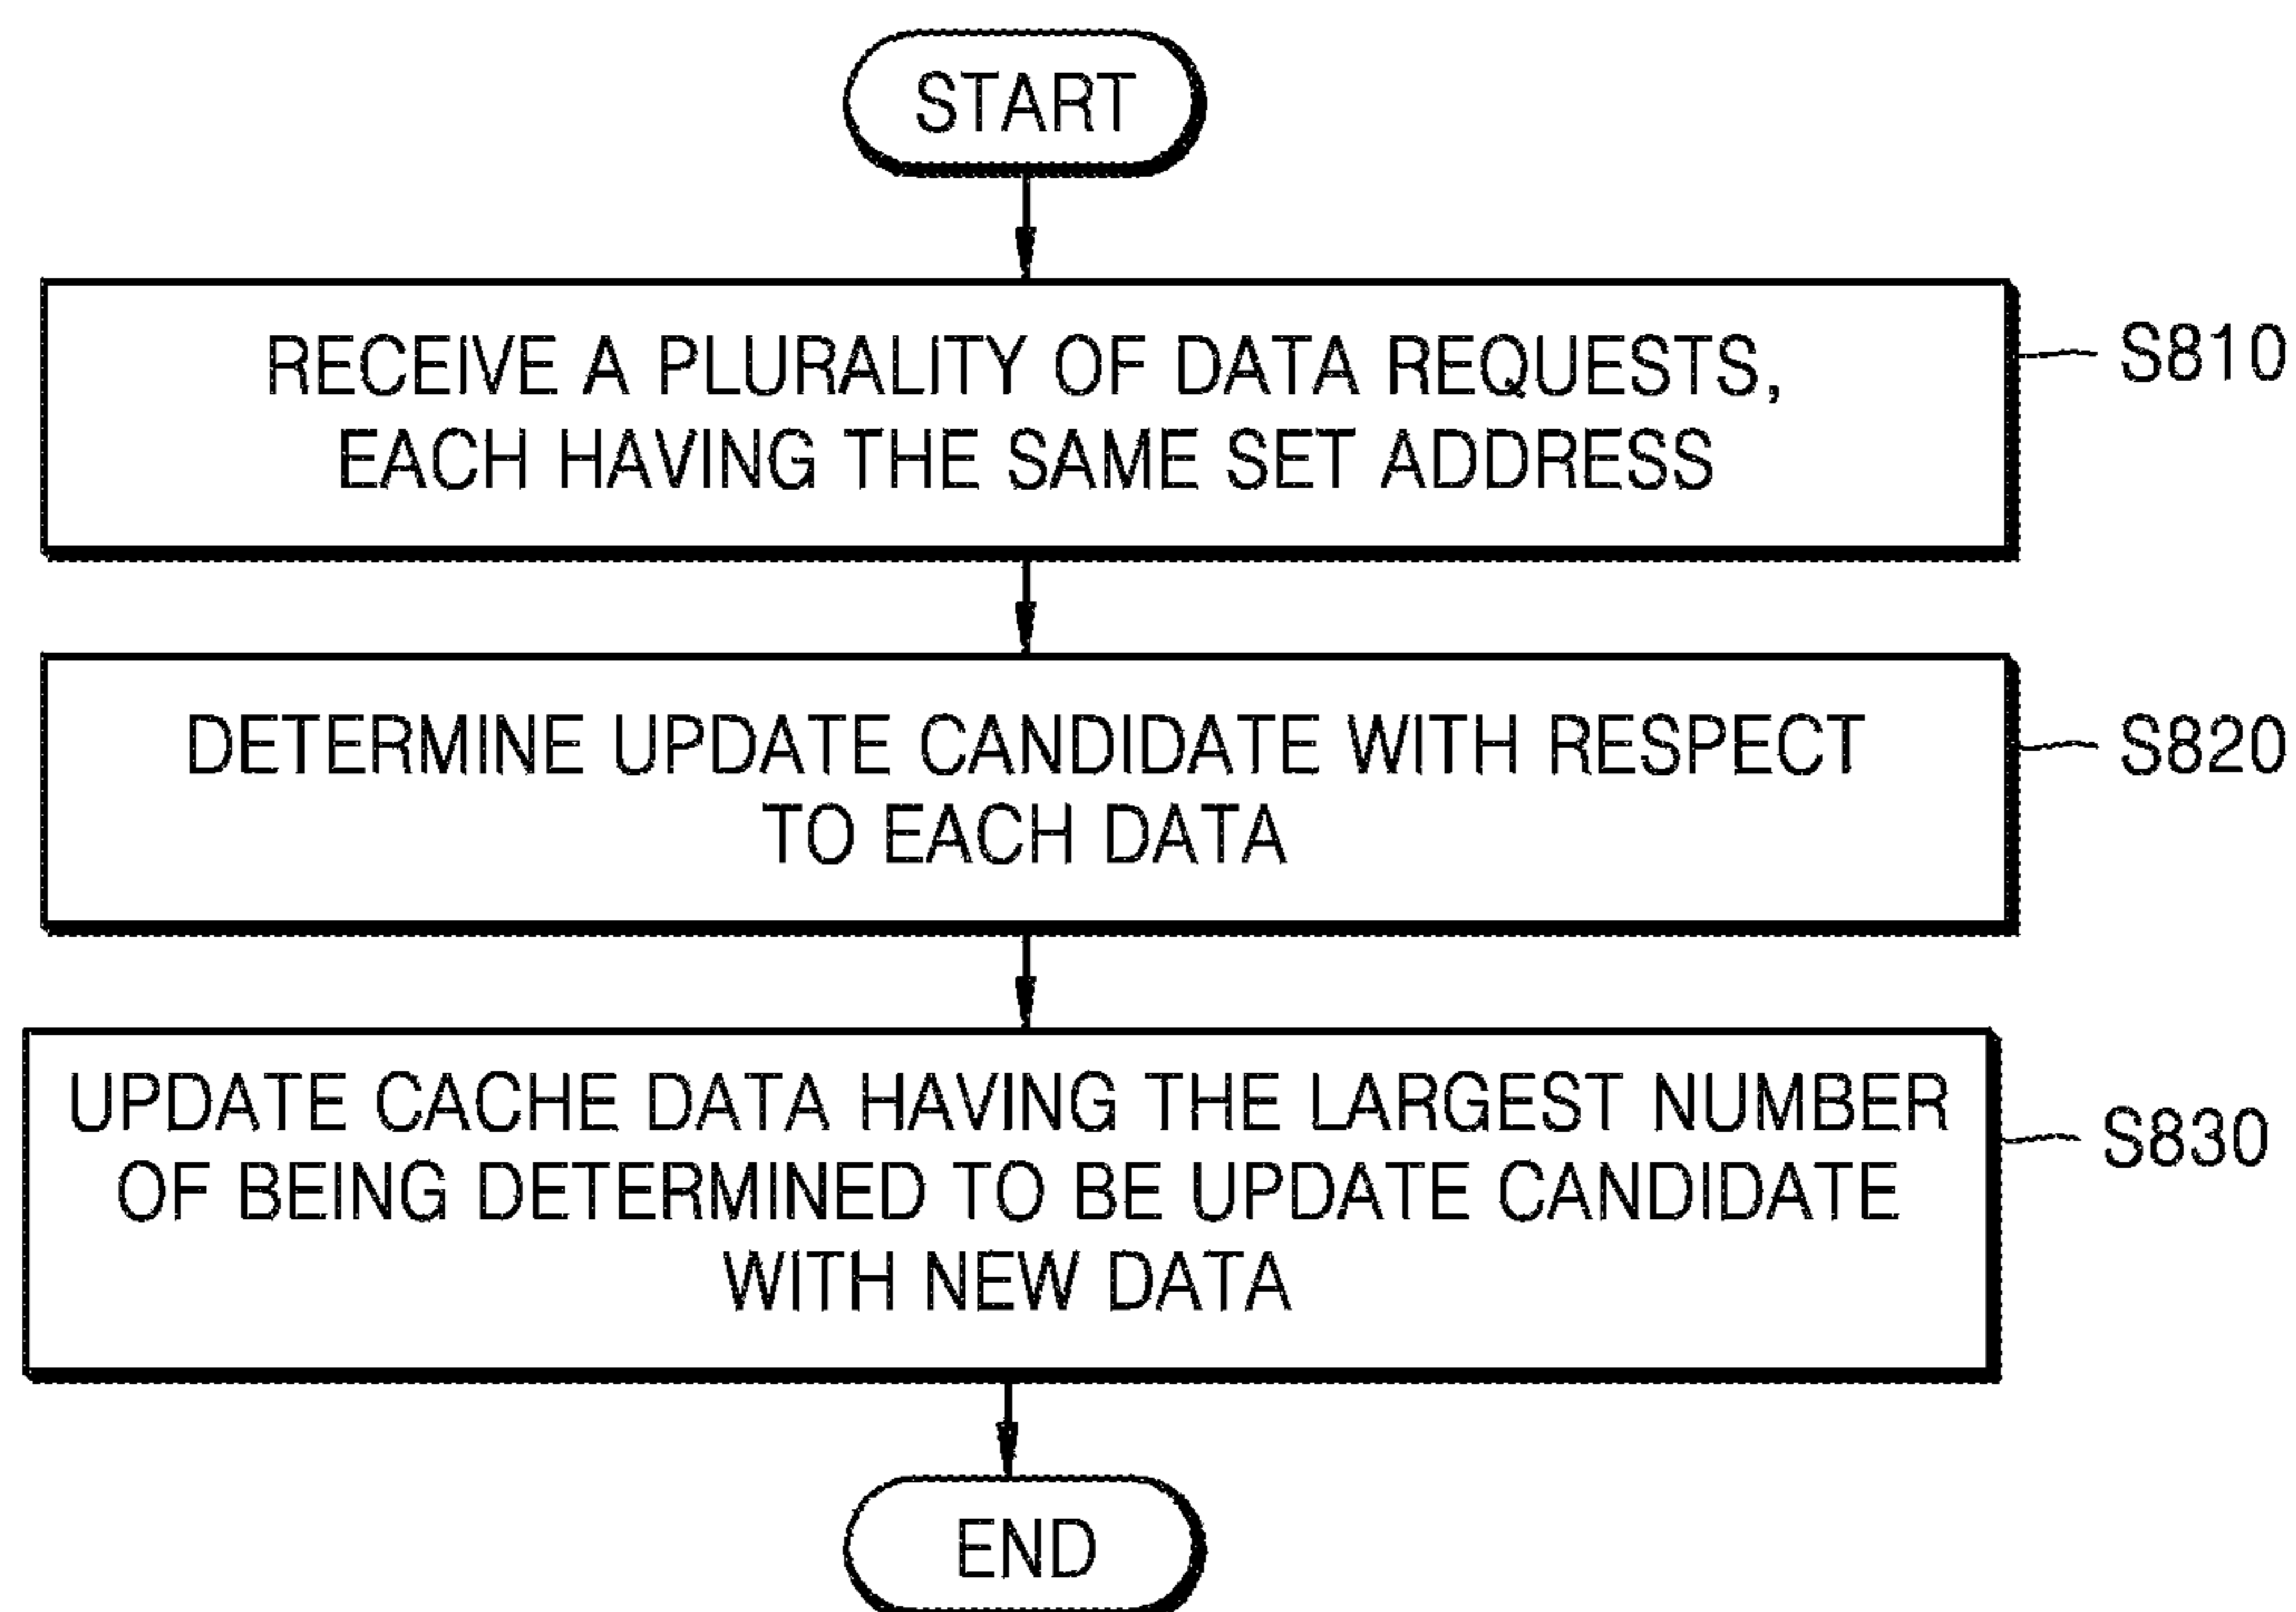 START
RECEIVE A PLURALITY OF DATA REQUESTS,
EACH HAVING THE SAME SET ADDRESS
S810
DETERMINE UPDATE CANDIDATE WITH RESPECT
TO EACH DATA
S820
UPDATE CACHE DATA HAVING THE LARGEST NUMBER
OF BEING DETERMINED TO BE UPDATE CANDIDATE
WITH NEW DATA
S830
END